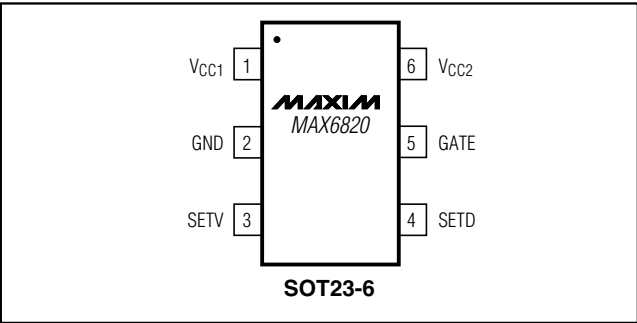 VCC1 1 6 VCC2
MAXIM
MAX6820
GND 2 5 GATE
SETV 3 4 SETD
SOT23-6